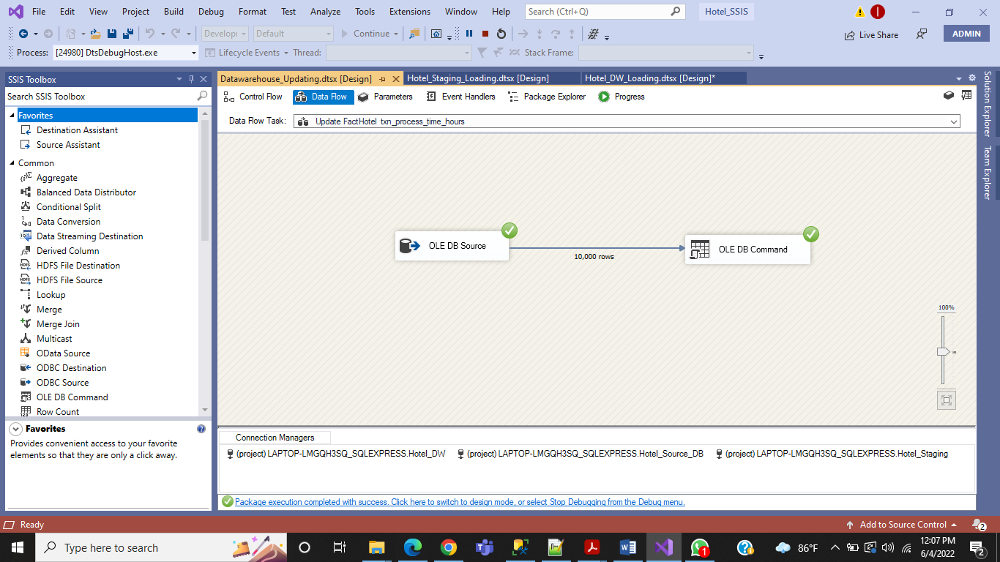 File Edit View Project Build Debug Format Test Analyze Tools Extensions Window Help Search (Ctrl+Q) Hotel_SSIS
Develop Default Continue Live Share ADMIN
Process: [24980] DtsDebugHost.exe Lifecycle Events Thread: Stack Frame:
SSIS Toolbox
Search SSIS Toolbox
Favorites
Destination Assistant
Source Assistant
Common
Aggregate
Balanced Data Distributor
Conditional Split
Data Conversion
Data Streaming Destination
Derived Column
HDFS File Destination
HDFS File Source
Lookup
Merge
Merge Join
Multicast
OData Source
ODBC Destination
ODBC Source
OLE DB Command
Row Count
Favorites
Provides convenient access to your favorite
elements so that they are only a click away.
Datawarehouse_Updating.dtsx [Design] Hotel_Staging_Loading.dtsx [Design] Hotel_DW_Loading.dtsx [Design]*
Control Flow Data Flow Parameters Event Handlers Package Explorer Progress
Data Flow Task: Update FactHotel txn_process_time_hours
OLE DB Source
10,000 rows
OLE DB Command
100%
Connection Managers
(project) LAPTOP-LMGQH3SQ_SQLEXPRESS.Hotel_DW (project) LAPTOP-LMGQH3SQ_SQLEXPRESS.Hotel_Source_DB (project) LAPTOP-LMGQH3SQ_SQLEXPRESS.Hotel_Staging
Package execution completed with success. Click here to switch to design mode, or select Stop Debugging from the Debug menu.
Solution Explorer
Team Explorer
Ready Add to Source Control 2
Type here to search 1 86°F 12:07 PM
6/4/2022 2